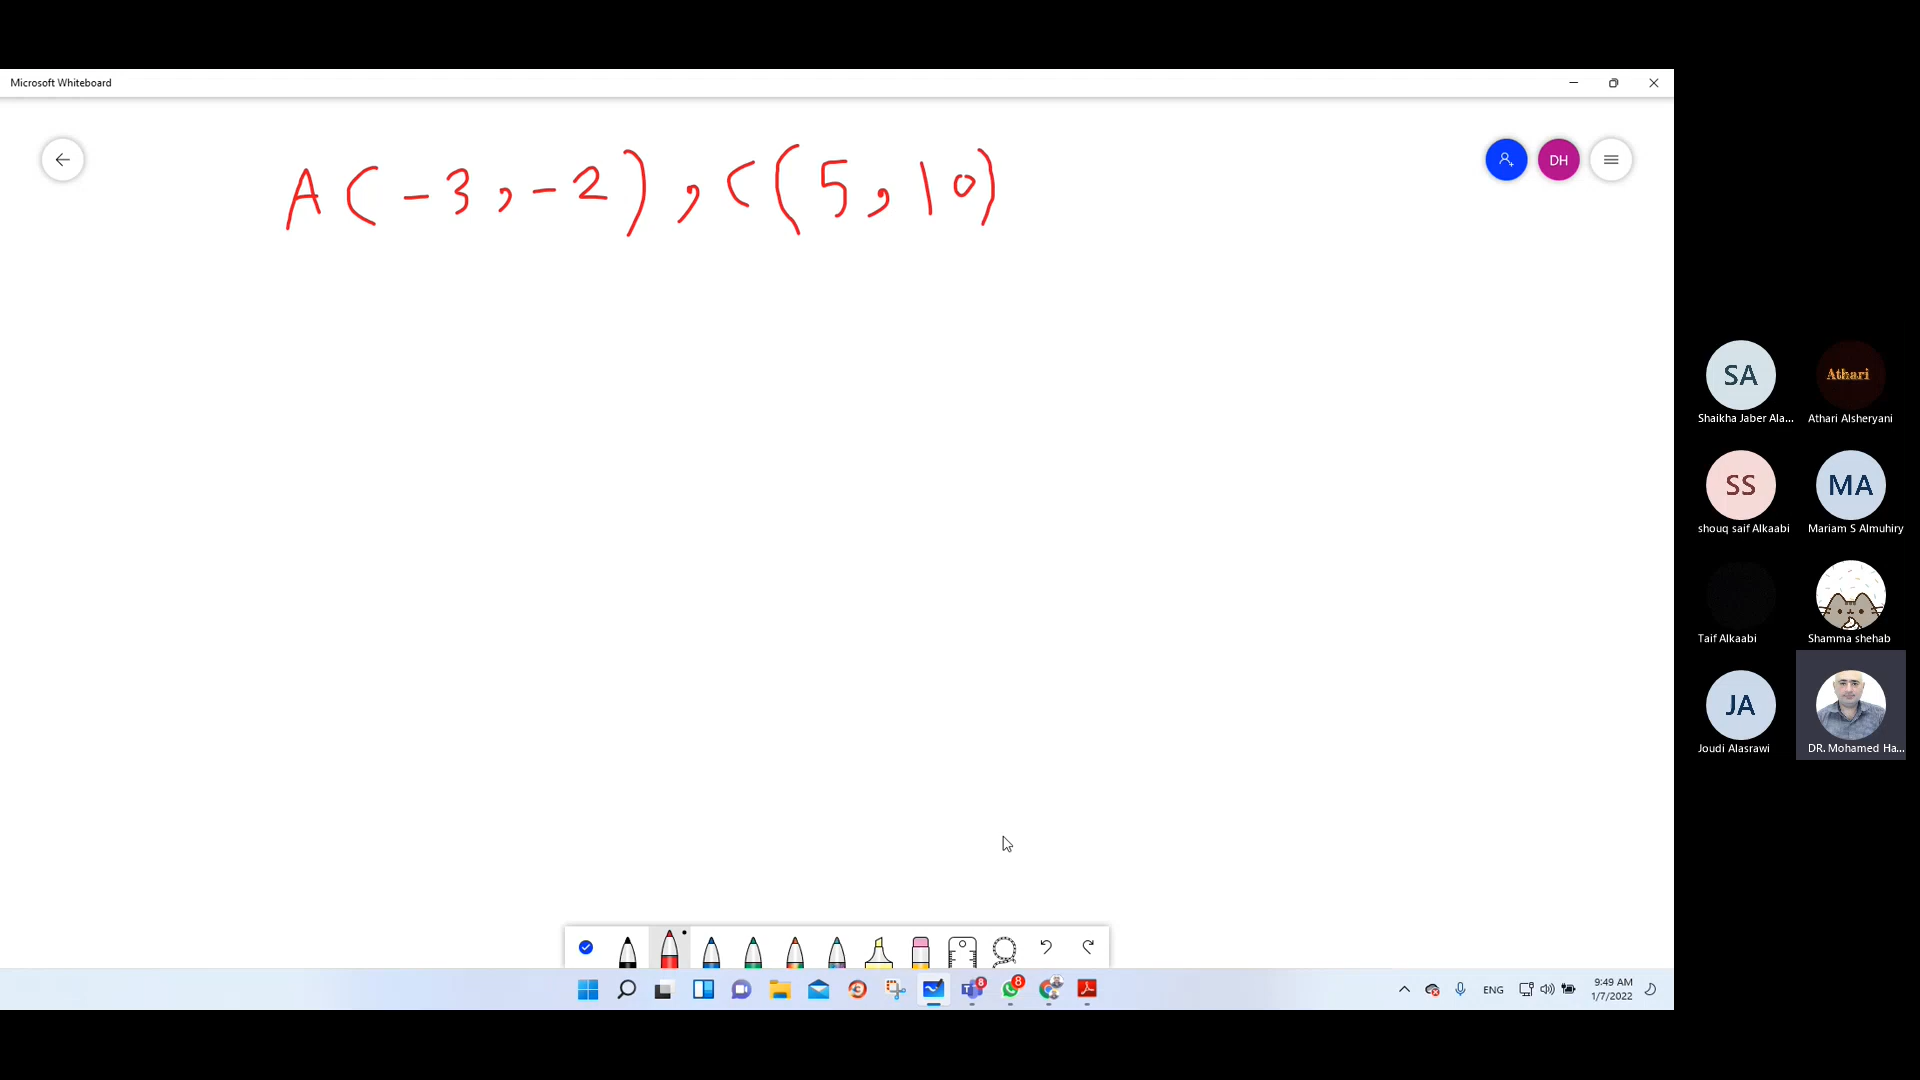 Microsoft Whiteboard
A(-3,-2), C(5,10)
DH
SA
Athari
Shaikha Jaber Ala...
Athari Alsheryani
SS
MA
shouq saif Alkaabi
Mariam S Almuhiry
Taif Alkaabi
Shamma shehab
JA
Joudi Alasrawi
DR. Mohamed Ha...
8
8
ENG
9:49 AM
1/7/2022